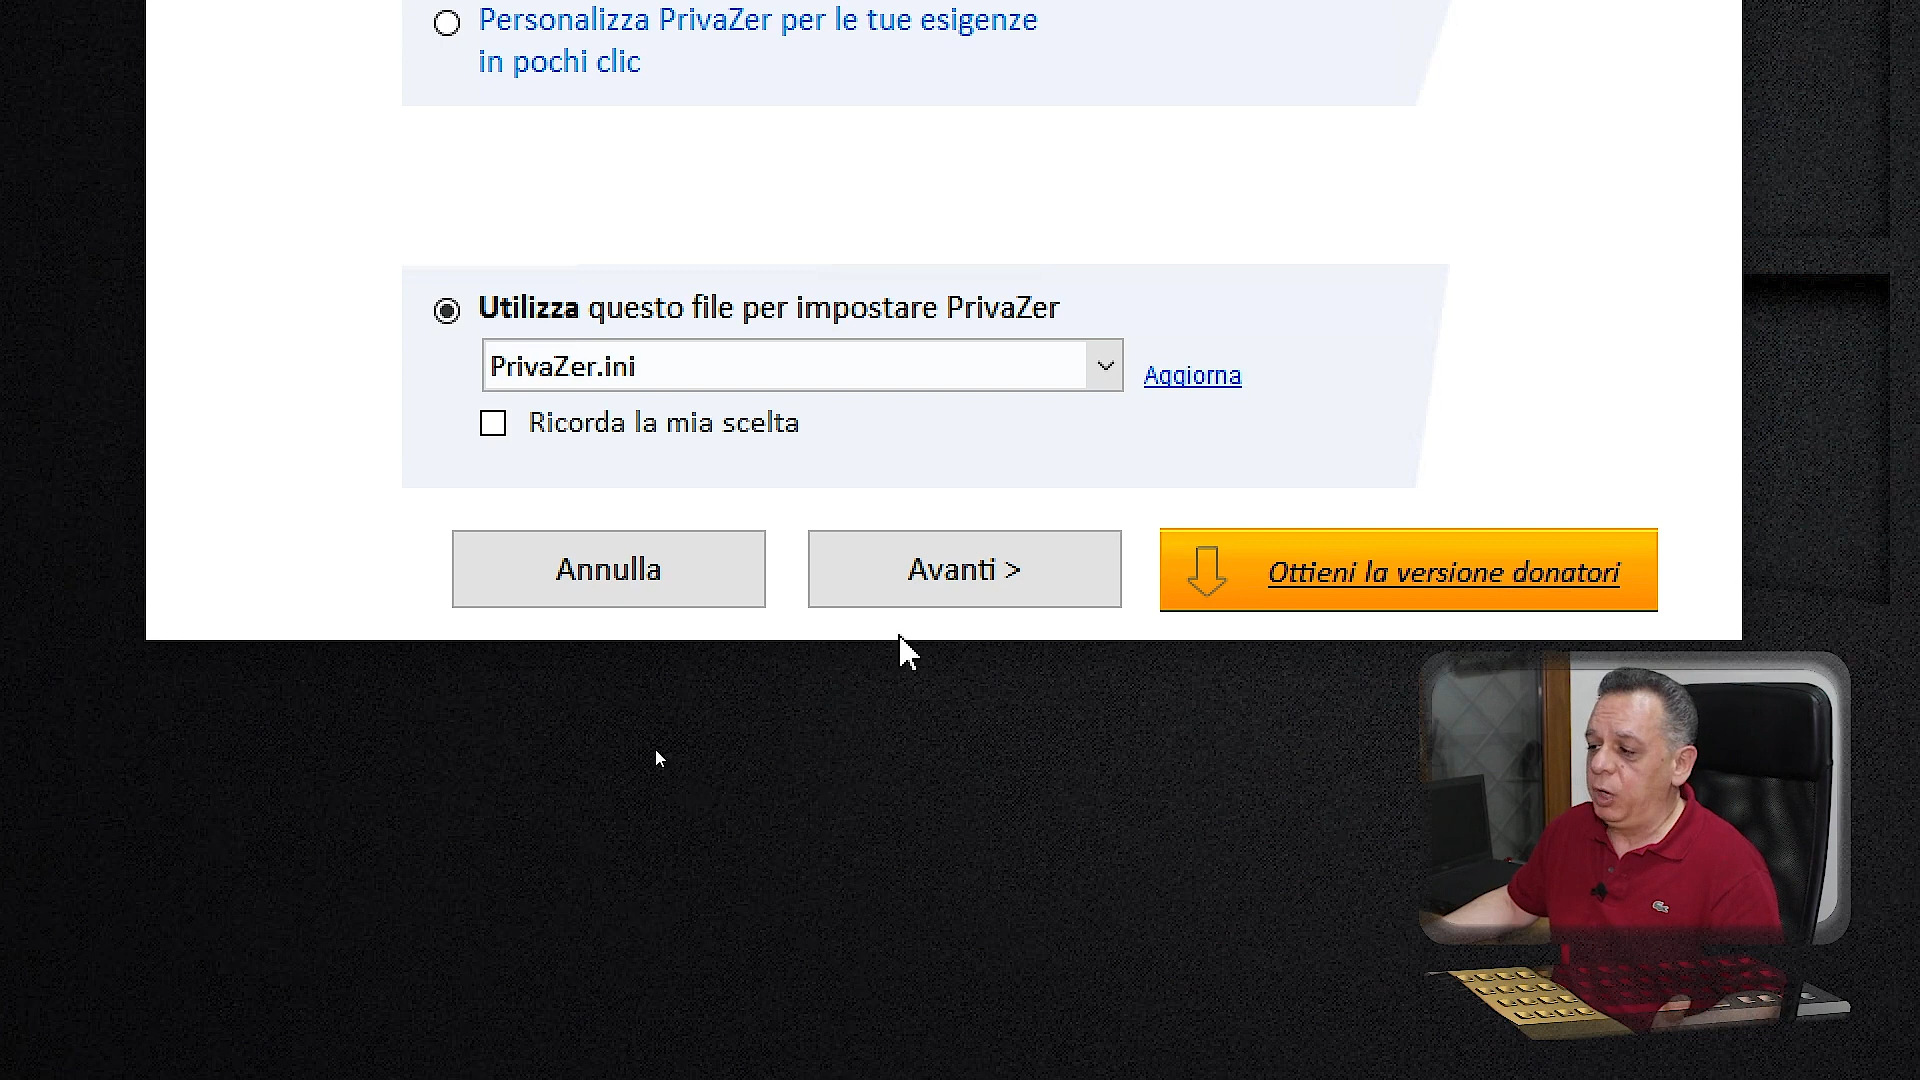 Personalizza PrivaZer per le tue esigenze
in pochi clic
Utilizza questo file per impostare PrivaZer
PrivaZer.ini
Aggiorna
Ricorda la mia scelta
Annulla
Avanti >
Ottieni la versione donatori